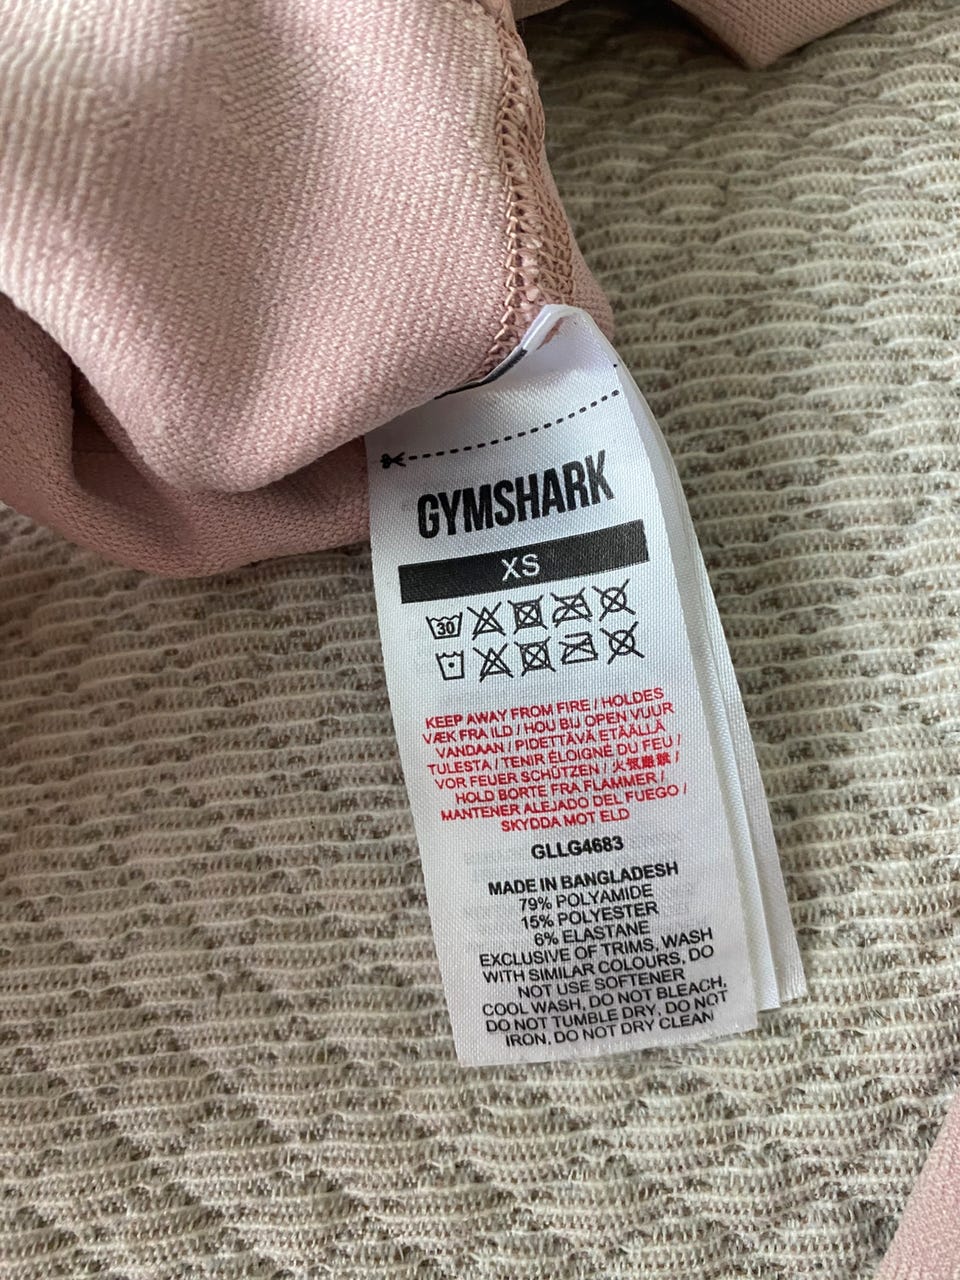 GYMSHARK
XS
30
KEEP AWAY FROM FIRE / HOLDES
VÆK FRA ILD / HOU BIJ OPEN VUUR
VANDAAN / PIDETTÄVÄ ETÄÄLLÄ
TULESTA / TENIR ÉLOIGNÉ DU FEU /
VOR FEUER SCHÜTZEN / 火気厳禁 /
HOLD BORTE FRA FLAMMER /
MANTENER ALEJADO DEL FUEGO /
SKYDDA MOT ELD
GLLG4683
MADE IN BANGLADESH
79% POLYAMIDE
15% POLYESTER
6% ELASTANE
EXCLUSIVE OF TRIMS, WASH
WITH SIMILAR COLOURS, DO
NOT USE SOFTENER
COOL WASH, DO NOT BLEACH,
DO NOT TUMBLE DRY, DO NOT
IRON, DO NOT DRY CLEAN